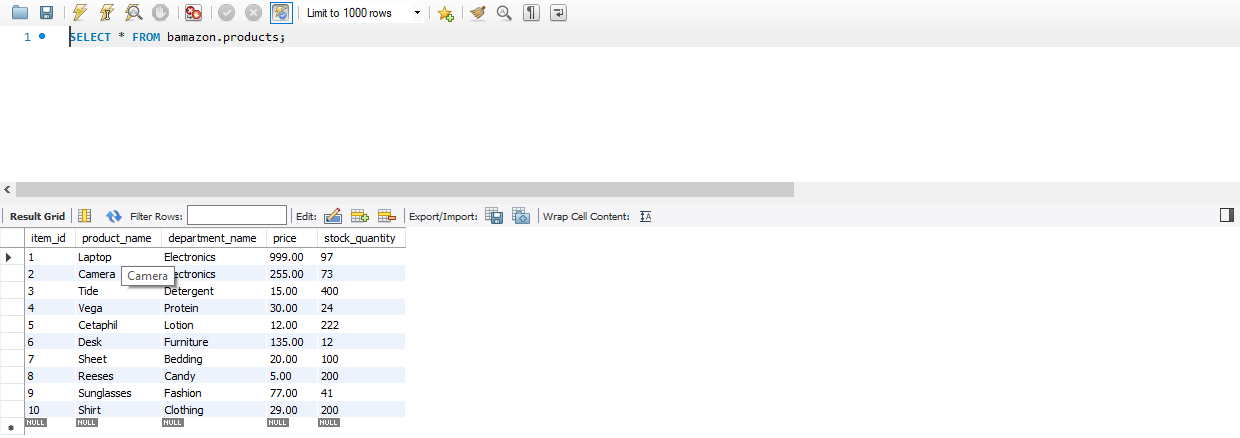 Limit to 1000 rows
1 SELECT * FROM bamazon.products;
Result Grid Filter Rows: Edit: Export/Import: Wrap Cell Content:
item_id product_name department_name price stock_quantity
1 Laptop Electronics 999.00 97
2 Camera Camera ectronics 255.00 73
3 Tide Detergent 15.00 400
4 Vega Protein 30.00 24
5 Cetaphil Lotion 12.00 222
6 Desk Furniture 135.00 12
7 Sheet Bedding 20.00 100
8 Reeses Candy 5.00 200
9 Sunglasses Fashion 77.00 41
10 Shirt Clothing 29.00 200
NULL NULL NULL NULL NULL